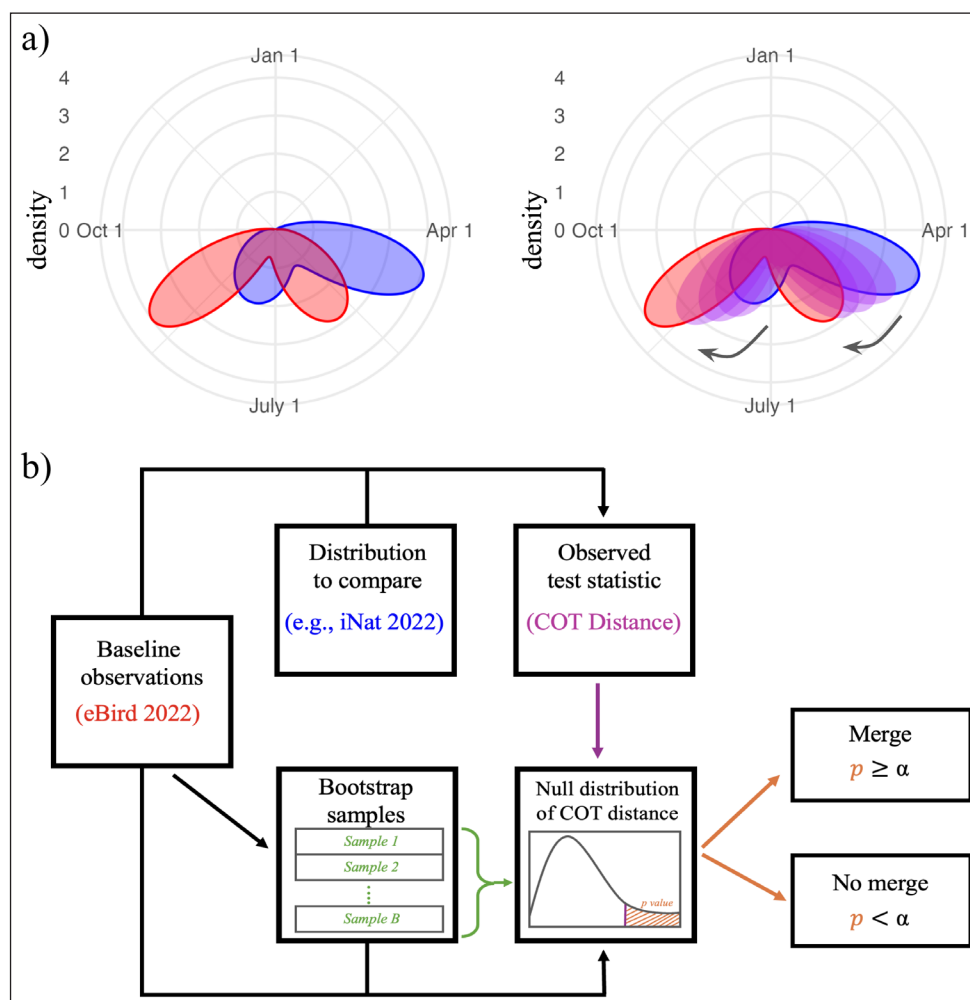 a)
Jan 1
4
3
2
1
0
Oct 1
Apr 1
July 1
density
Jan 1
4
3
2
1
0
Oct 1
Apr 1
July 1
density
b)
Baseline
observations
(eBird 2022)
Distribution
to compare
(e.g., iNat 2022)
Observed
test statistic
(COT Distance)
Bootstrap
samples
Sample 1
Sample 2
Sample B
Null distribution
of COT distance
p value
Merge
p ≥ α
No merge
p < α